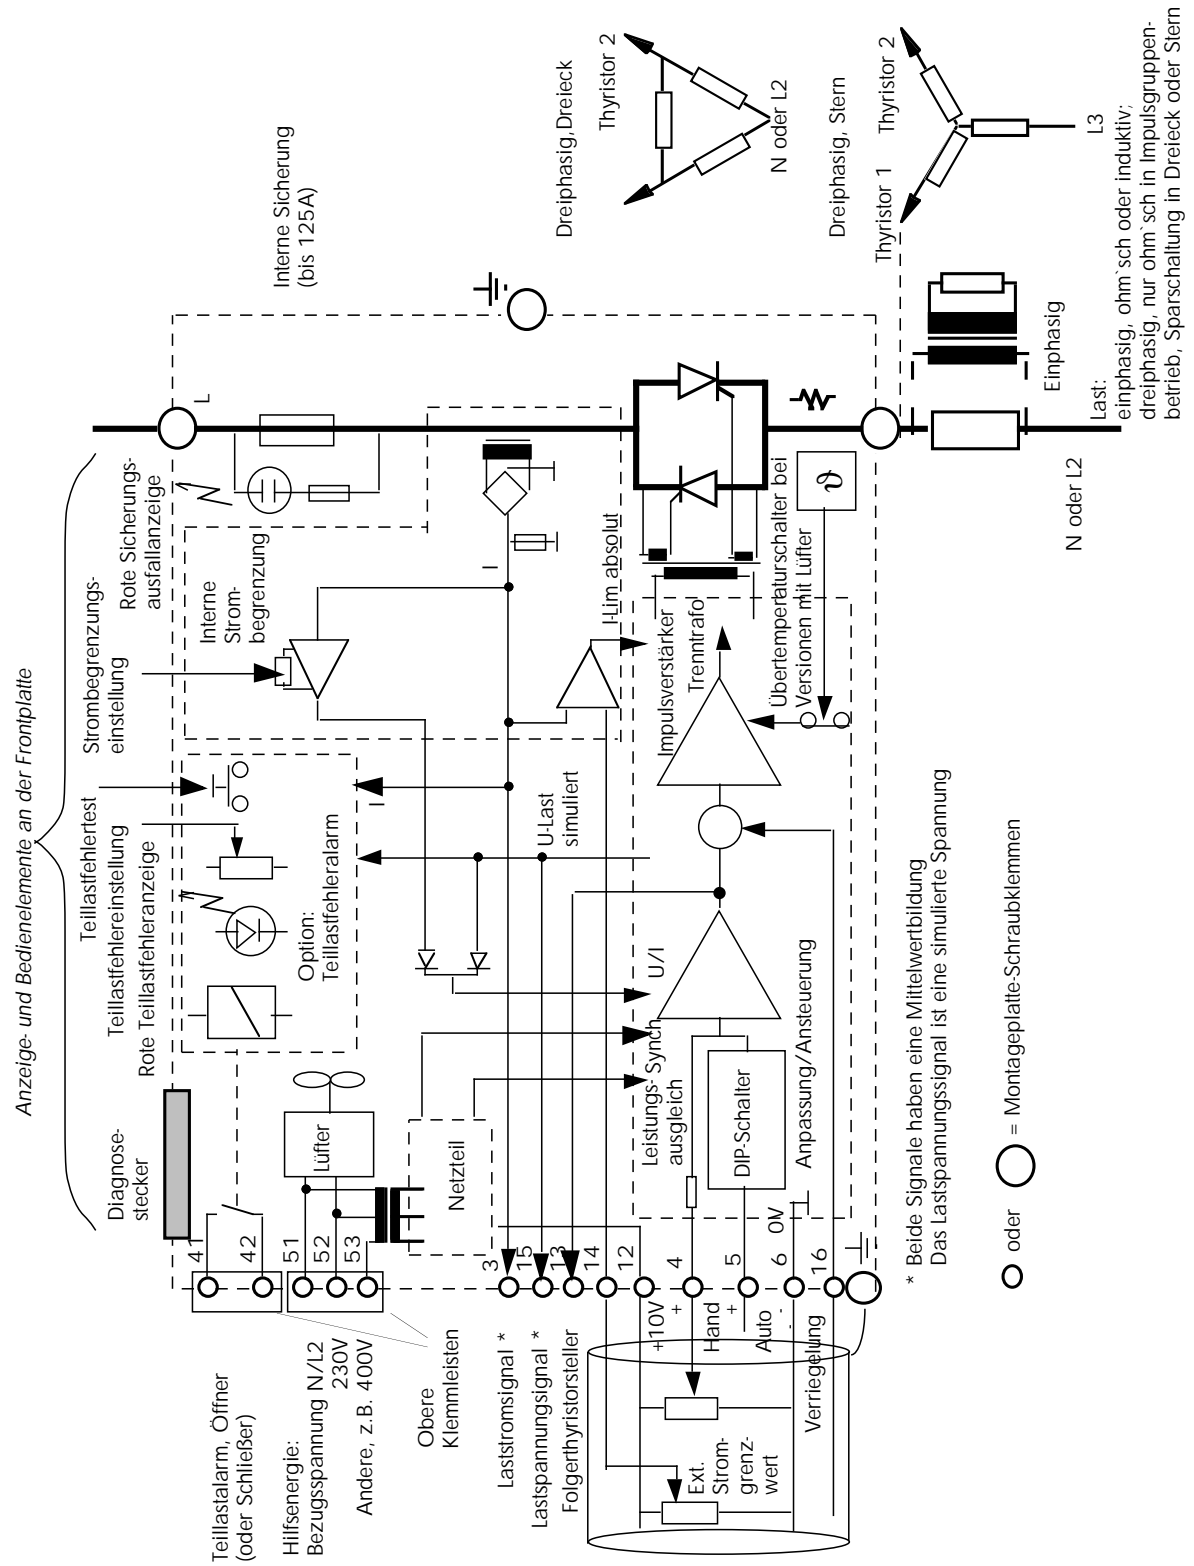 Anzeige- und Bedienelemente an der Frontplatte
Diagnose-
stecker
Teillastfehlertest
Teillastfehlereinstellung
Rote Teillastfehleranzeige
Strombegrenzungs-
einstellung
Rote Sicherungs-
ausfallanzeige
L
Interne Sicherung
(bis 125A)
Interne
Strom-
begrenzung
Option:
Teillastfehleralarm
Teillastalarm, Öffner
(oder Schließer)
41
42
Hilfsenergie:
Bezugsspannung N/L2
230V
Andere, z.B. 400V
51
52
53
Lüfter
Obere
Klemmleisten
Netzteil
I
I
U-Last
simuliert
I-Lim absolut
Laststromsignal *
3
Lastspannungsignal *
15
Folgerthyristorsteller
13
14
12
+10V
4
+
Hand
5
+
Auto
-
6
-
0V
16
Verriegelung
Ext.
Strom-
grenz-
wert
Leistungs-
ausgleich
Synch
U/I
DIP-Schalter
Anpassung/Ansteuerung
Impulsverstärker
Trenntrafo
Übertemperaturschalter bei
Versionen mit Lüfter
ϑ
Dreiphasig,Dreieck
Thyristor 2
N oder L2
Dreiphasig, Stern
Thyristor 1
Thyristor 2
L3
Einphasig
N oder L2
Last:
einphasig, ohm`sch oder induktiv;
dreiphasig, nur ohm`sch in Impulsgruppen-
betrieb, Sparschaltung in Dreieck oder Stern
* Beide Signale haben eine Mittelwertbildung
Das Lastspannungssignal ist eine simulierte Spannung
oder
= Montageplatte-Schraubklemmen